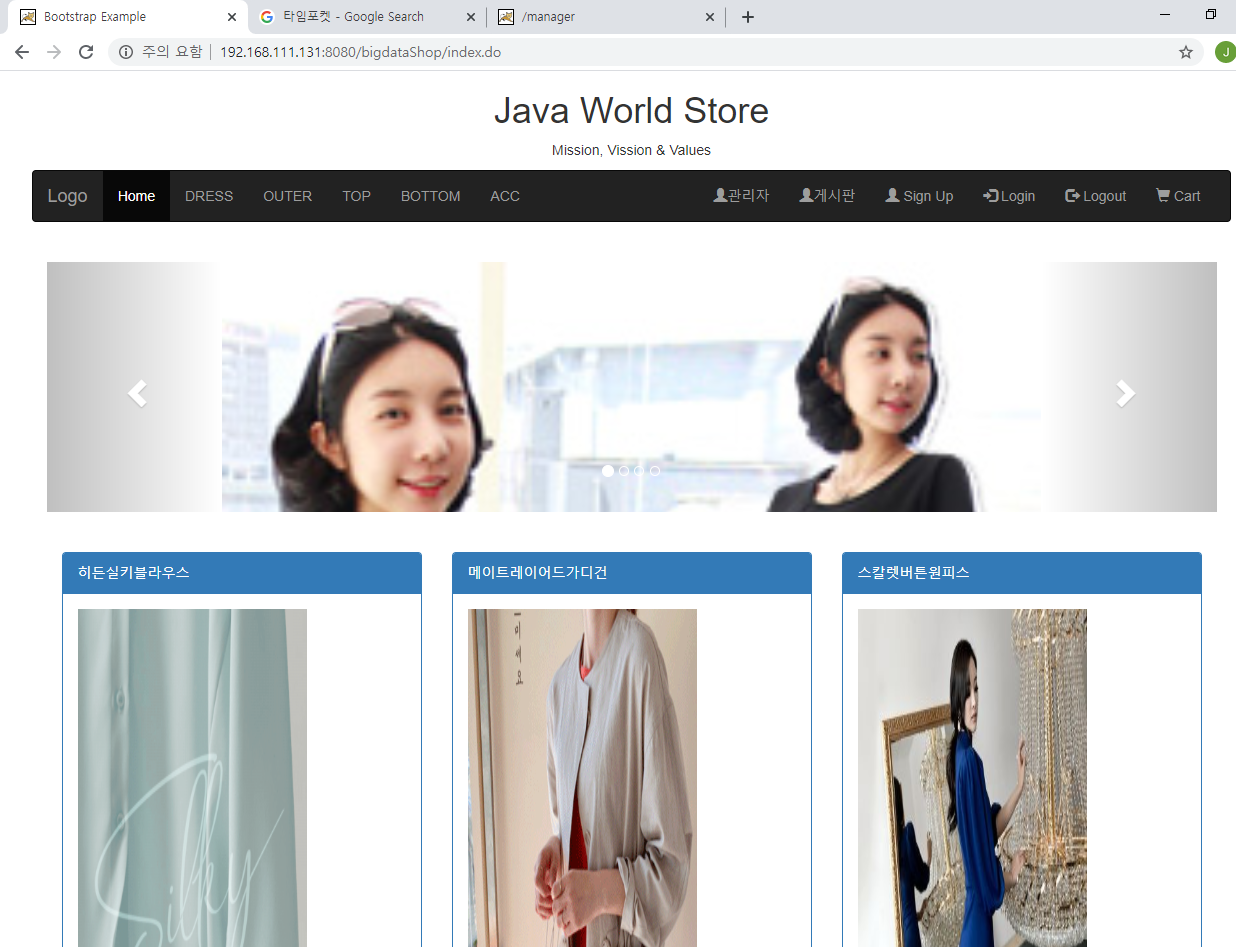 Bootstrap Example
타임포켓 - Google Search
/manager
주의 요함
192.168.111.131:8080/bigdataShop/index.do
J
Java World Store
Mission, Vission & Values
Logo Home DRESS OUTER TOP BOTTOM ACC 관리자 게시판 Sign Up Login Logout Cart
히든실키블라우스 메이트레이어드가디건 스칼렛버튼원피스
미세요
Silky